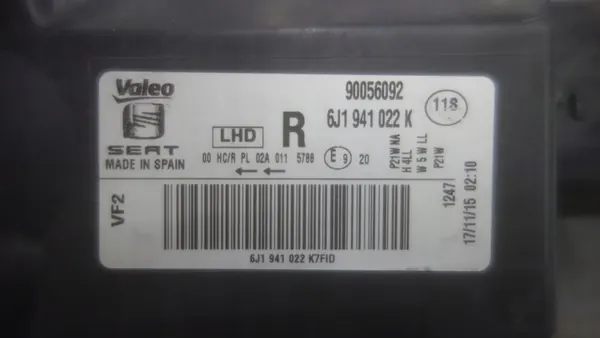 Valeo
SEAT
MADE IN SPAIN
VF2
LHD
R
90056092
6J1 941 022 K
118
00 HC/R PL 02A 011 5788
E 9 20
P21W NA
H 4LL
W 5 W LL
P21W
1247
17/11/15 02:10
6J1 941 022 K7FID